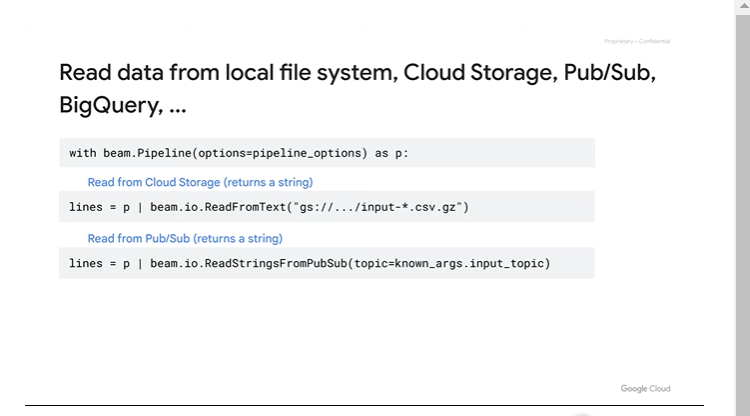 Proprietary + Confidential
Read data from local file system, Cloud Storage, Pub/Sub,
BigQuery, ...
with beam.Pipeline(options=pipeline_options) as p:
Read from Cloud Storage (returns a string)
lines = p | beam.io.ReadFromText("gs://.../input-*.csv.gz")
Read from Pub/Sub (returns a string)
lines = p | beam.io.ReadStringsFromPubSub(topic=known_args.input_topic)
Google Cloud